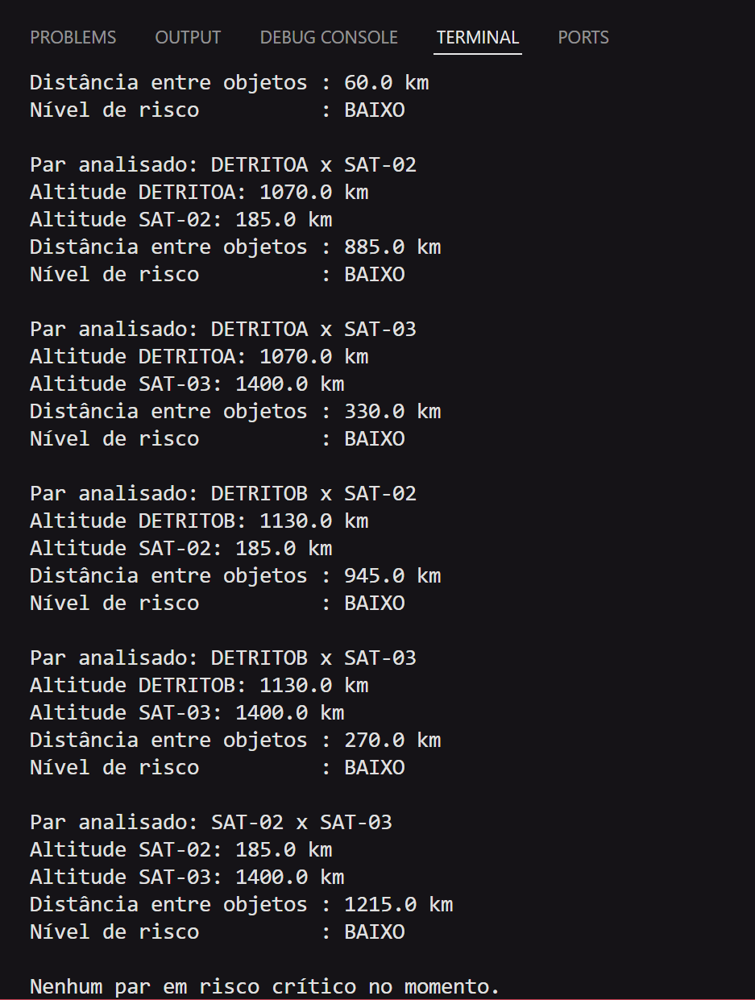 PROBLEMS OUTPUT DEBUG CONSOLE TERMINAL PORTS
Distância entre objetos : 60.0 km
Nível de risco          : BAIXO

Par analisado: DETRITOA x SAT-02
Altitude DETRITOA: 1070.0 km
Altitude SAT-02: 185.0 km
Distância entre objetos : 885.0 km
Nível de risco          : BAIXO

Par analisado: DETRITOA x SAT-03
Altitude DETRITOA: 1070.0 km
Altitude SAT-03: 1400.0 km
Distância entre objetos : 330.0 km
Nível de risco          : BAIXO

Par analisado: DETRITOB x SAT-02
Altitude DETRITOB: 1130.0 km
Altitude SAT-02: 185.0 km
Distância entre objetos : 945.0 km
Nível de risco          : BAIXO

Par analisado: DETRITOB x SAT-03
Altitude DETRITOB: 1130.0 km
Altitude SAT-03: 1400.0 km
Distância entre objetos : 270.0 km
Nível de risco          : BAIXO

Par analisado: SAT-02 x SAT-03
Altitude SAT-02: 185.0 km
Altitude SAT-03: 1400.0 km
Distância entre objetos : 1215.0 km
Nível de risco          : BAIXO

Nenhum par em risco crítico no momento.